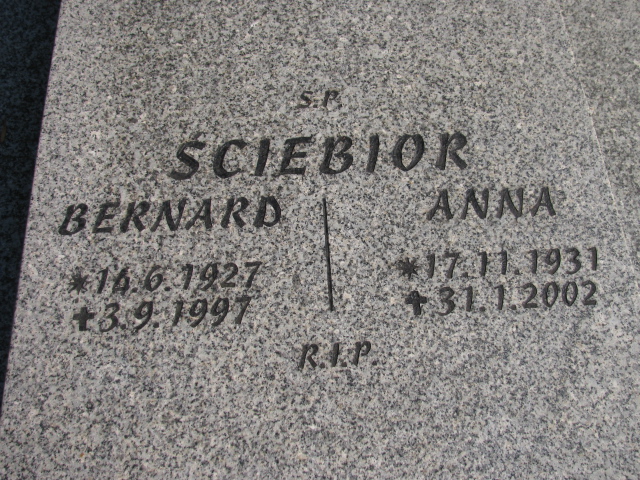 Ś.P.
ŚCIEBIOR
BERNARD
*16.6.1927
✝3.9.1997
ANNA
*17.11.1931
✝31.1.2002
R.I.P.